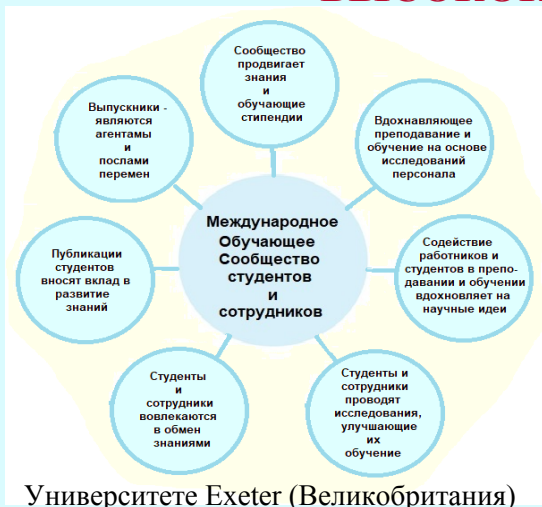 Сообщество
продвигает
знания
и
обучающие
стипендии
Вдохнавляющее
преподавание и
обучение на основе
исследований
персонала
Содействие
работников и
студентов в препо-
давании и обучении
вдохновляет на
научные идеи
Студенты и
сотрудники
проводят
исследования,
улучшающие
их
обучение
Студенты
и
сотрудники
вовлекаются
в обмен
знаниями
Публикации
студентов
вносят вклад в
развитие
знаний
Выпускники -
являются
агентамы
и
послами
перемен
Международное
Обучающее
Сообщество
студентов
и
сотрудников
Университете Exeter (Великобритания)